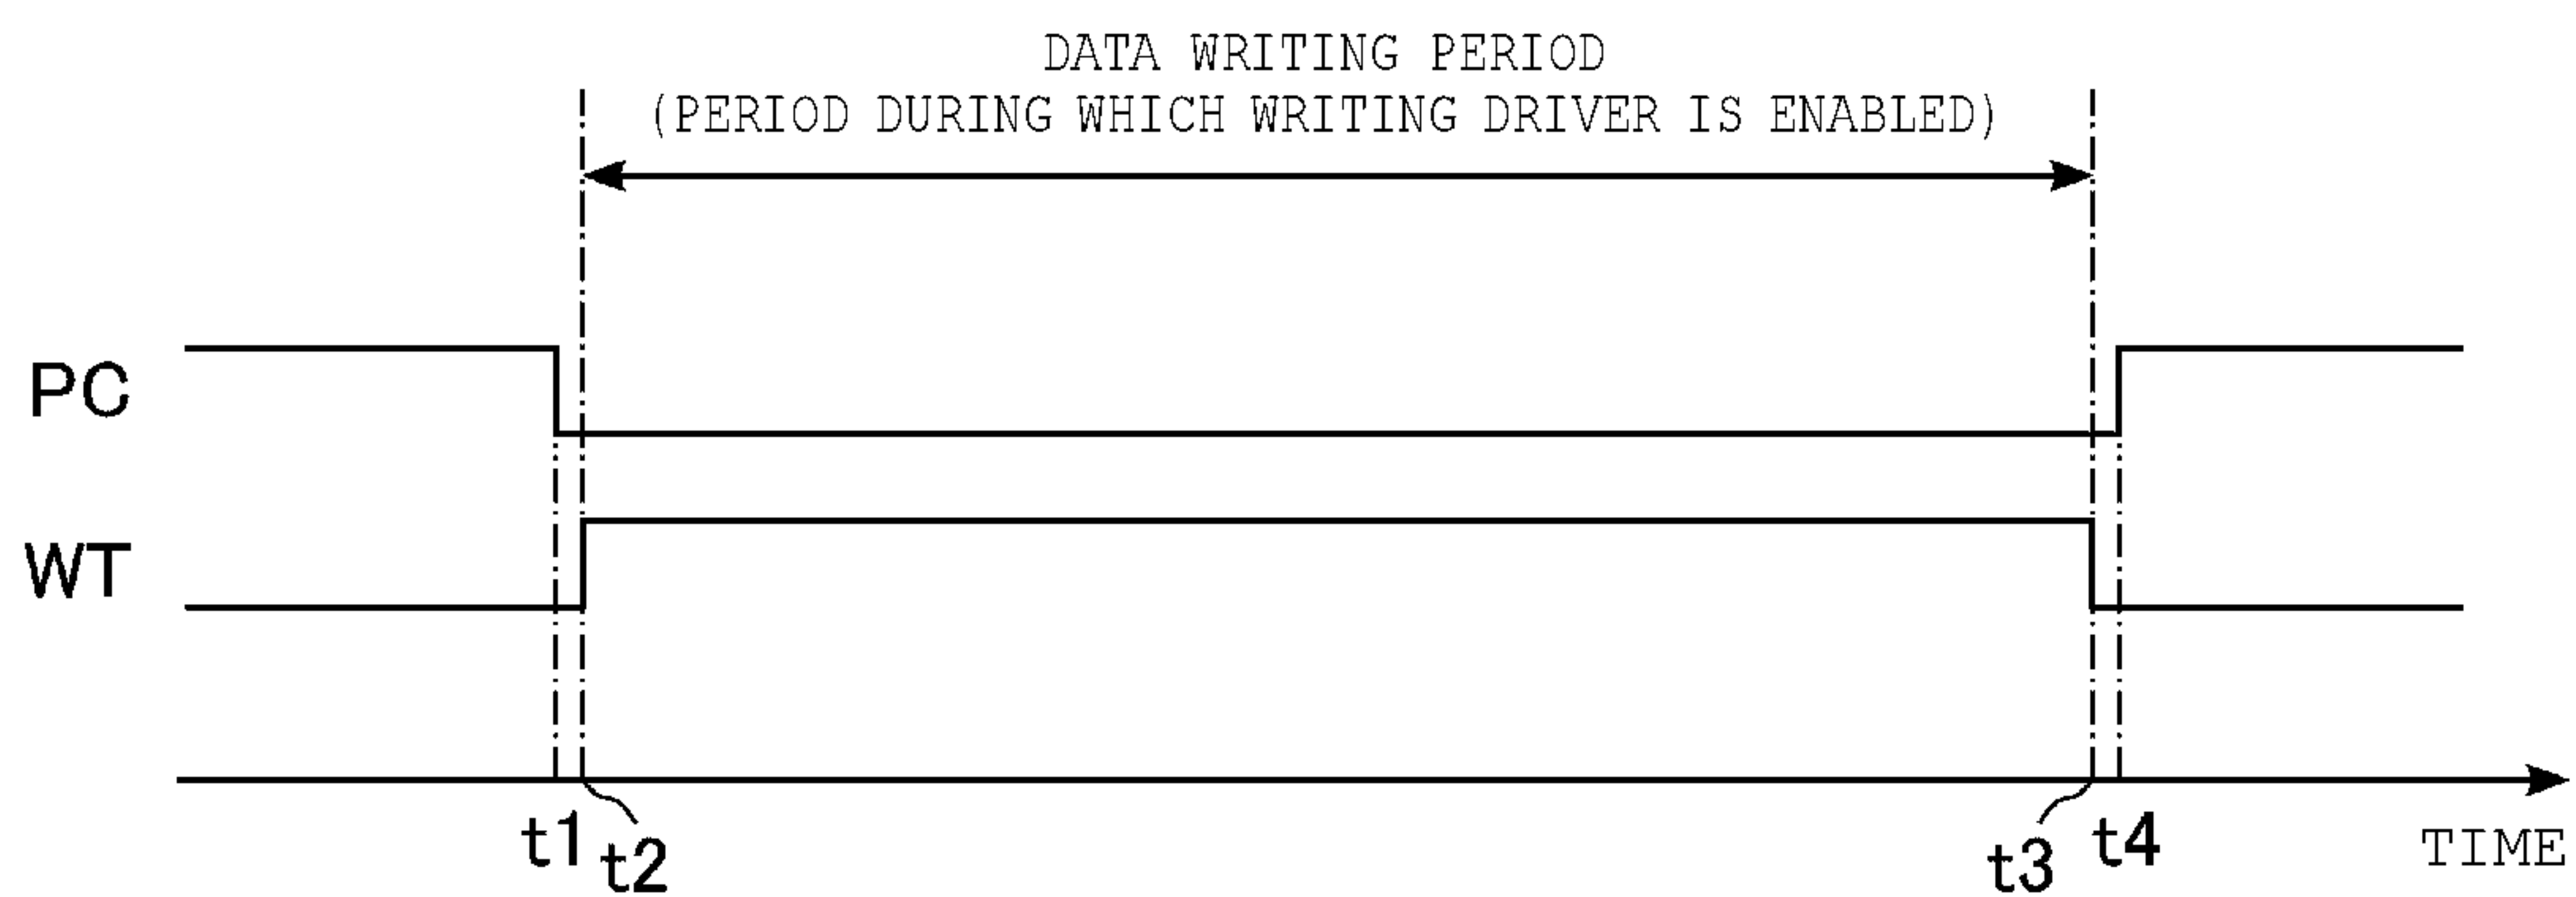 DATA WRITING PERIOD
(PERIOD DURING WHICH WRITING DRIVER IS ENABLED)
PC
WT
t1
t2
t3
t4
TIME